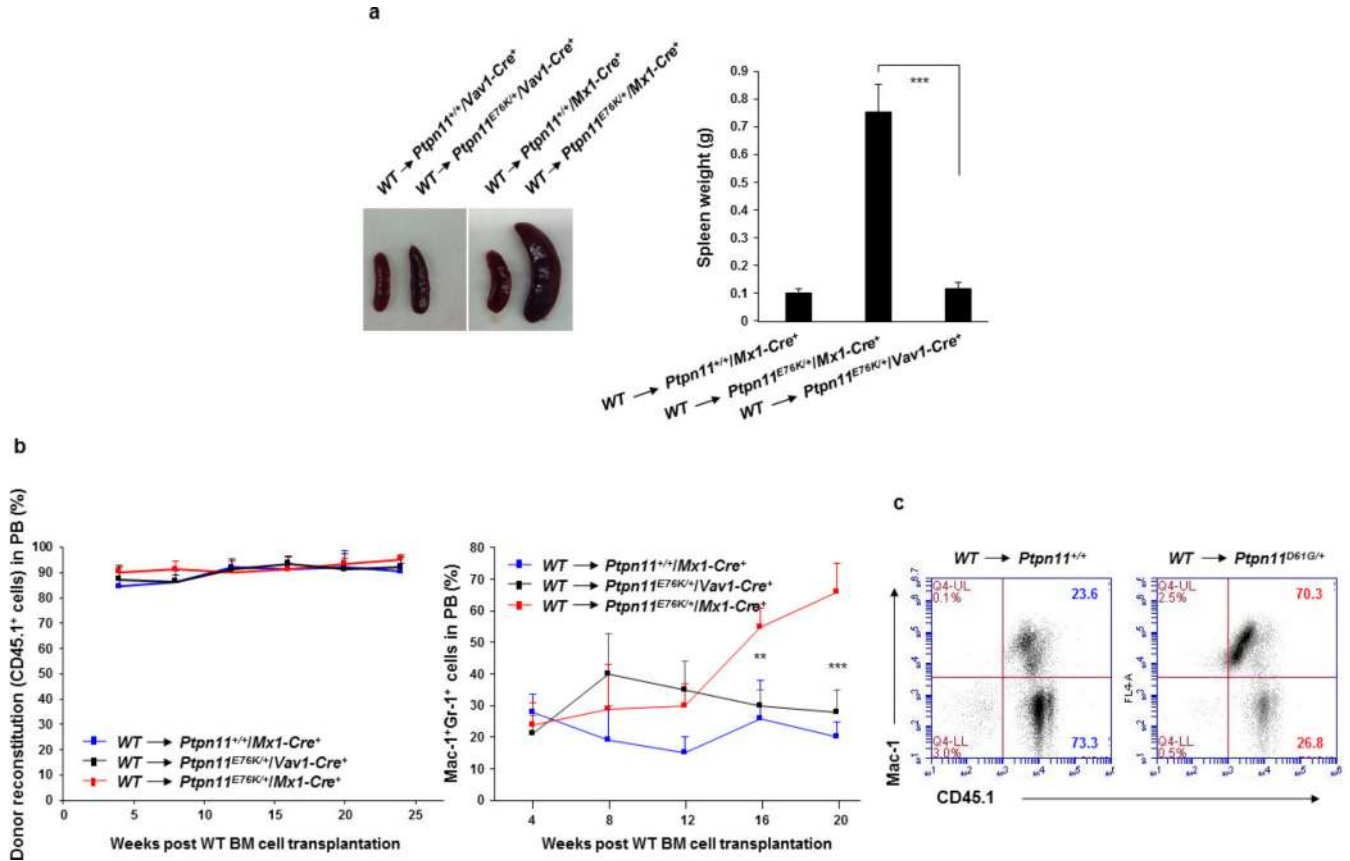 a
WT → Ptpn11+/+/Vav1-Cre+
WT → Ptpn11E76K/+/Vav1-Cre+
WT → Ptpn11+/+/Mx1-Cre+
WT → Ptpn11E76K/+/Mx1-Cre+
Spleen weight (g)
0.9
0.8
0.7
0.6
0.5
0.4
0.3
0.2
0.1
0
***
WT → Ptpn11+/+/Mx1-Cre+
WT → Ptpn11E76K/+/Mx1-Cre+
WT → Ptpn11E76K/+/Vav1-Cre+
b
Donor reconstitution (CD45.1+ cells) in PB (%)
100
90
80
70
60
50
40
30
20
10
0
WT → Ptpn11+/+/Mx1-Cre+
WT → Ptpn11E76K/+/Vav1-Cre+
WT → Ptpn11E76K/+/Mx1-Cre+
0 5 10 15 20 25
Weeks post WT BM cell transplantation
Mac-1+Gr-1+ cells in PB (%)
80
70
60
50
40
30
20
10
0
WT → Ptpn11+/+/Mx1-Cre+
WT → Ptpn11E76K/+/Vav1-Cre+
WT → Ptpn11E76K/+/Mx1-Cre+
**
***
4 8 12 16 20
Weeks post WT BM cell transplantation
c
WT → Ptpn11+/+
WT → Ptpn11D61G/+
Q4-UL
0.1%
23.6
Q4-LL
3.0%
73.3
Q4-UL
2.5%
70.3
FL4-A
Q4-LL
0.5%
26.8
Mac-1
CD45.1